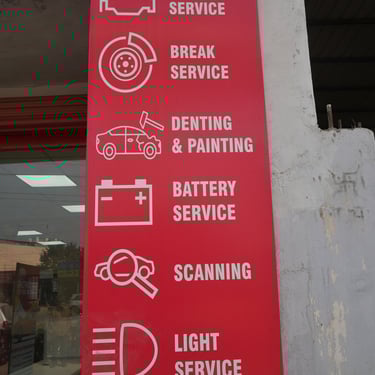 SERVICE
BREAK
SERVICE
DENTING
& PAINTING
BATTERY
SERVICE
SCANNING
LIGHT
SERVICE